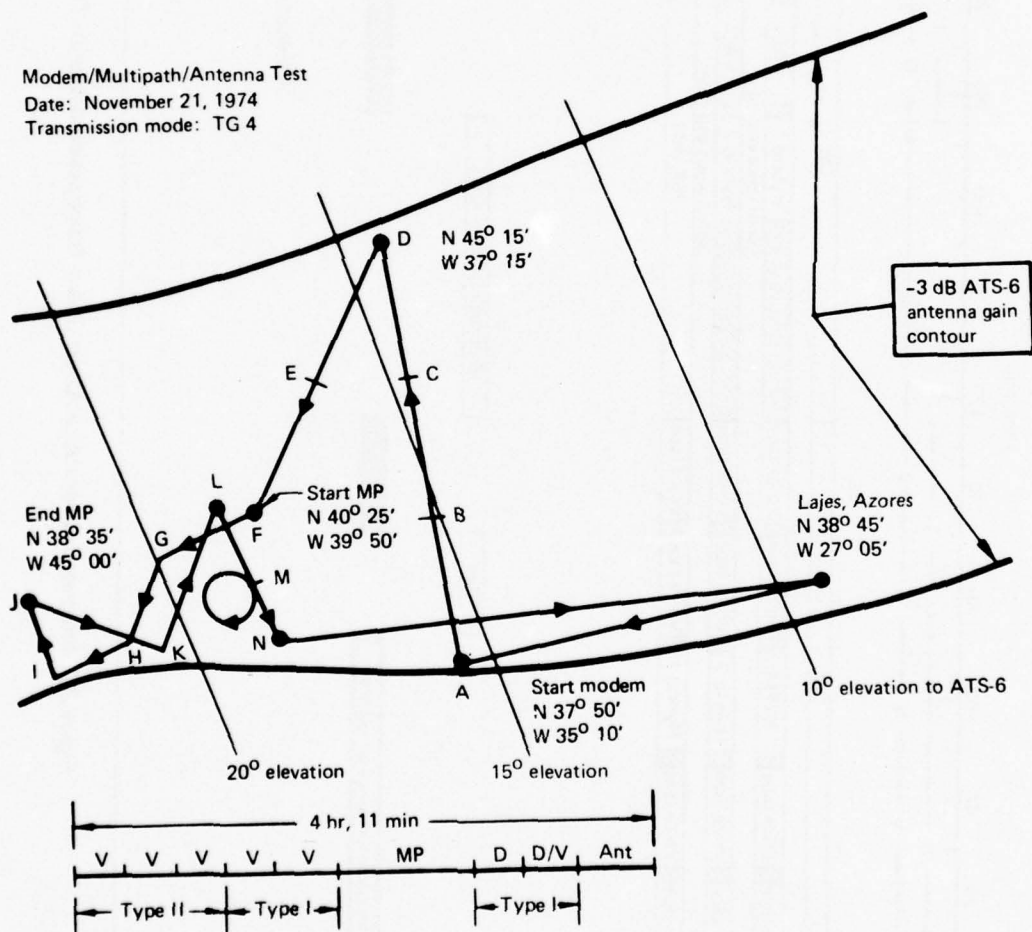 Modem/Multipath/Antenna Test
Date: November 21, 1974
Transmission mode: TG 4
D
N 45° 15'
W 37° 15'
-3 dB ATS-6
antenna gain
contour
E
C
L
Start MP
N 40° 25'
W 39° 50'
F
B
Lajes, Azores
N 38° 45'
W 27° 05'
End MP
N 38° 35'
W 45° 00'
G
M
J
N
H
K
I
A
Start modem
N 37° 50'
W 35° 10'
10° elevation to ATS-6
20° elevation
15° elevation
4 hr, 11 min
V V V V V MP D D/V Ant
Type II Type I Type I